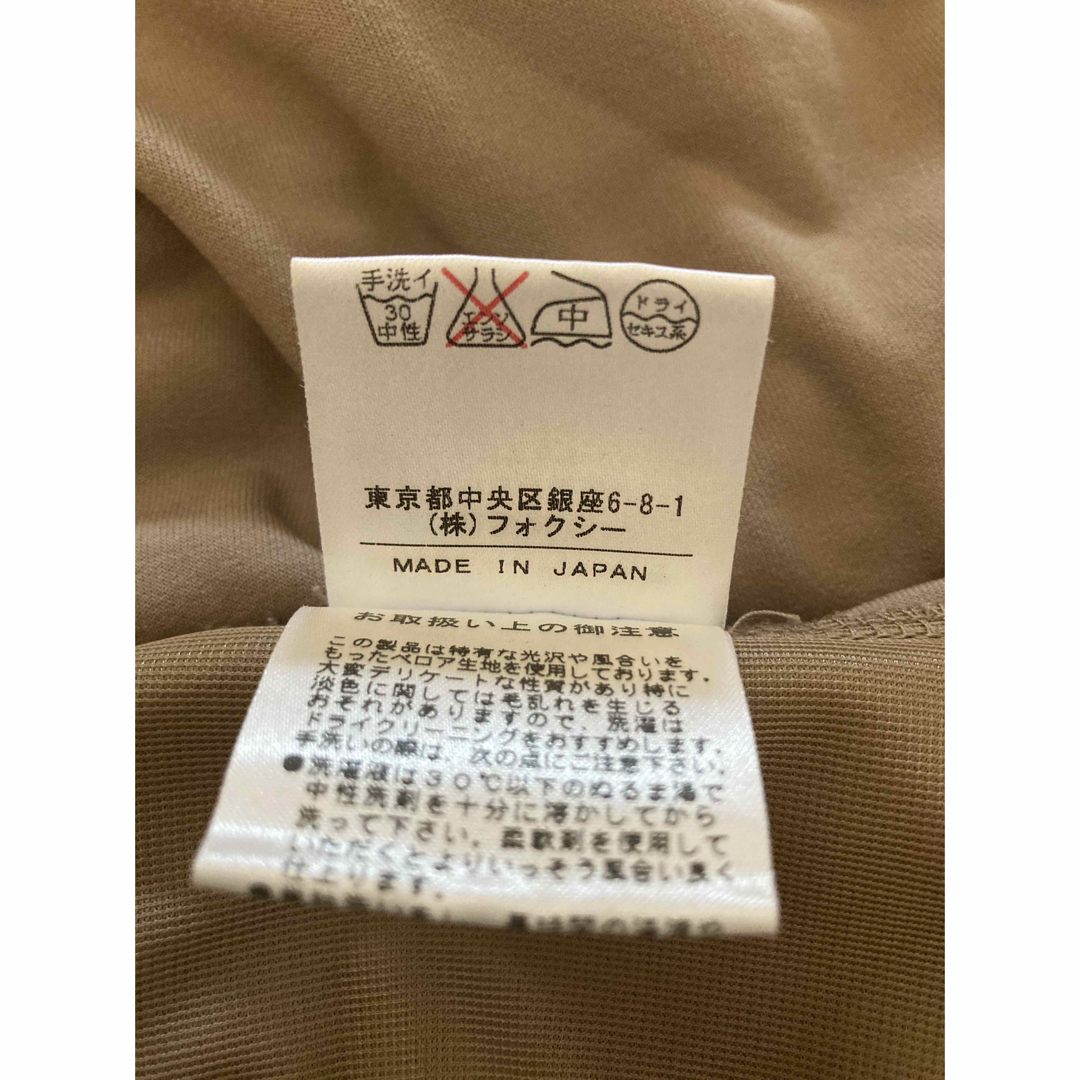 手洗イ
30
中性
エンソ
サラシ
中
ドライ
セキユ系
東京都中央区銀座6-8-1
(株)フォクシー
MADE IN JAPAN
お取扱い上の御注意
この製品は特有な光沢や風合いを
もったベロア生地を使用しております。
大変デリケートな性質があり特に
淡色に関しては毛乱れを生じる
おそれがありますので、洗濯は
ドライクリーニングをおすすめします。
手洗いの際は、次の点にご注意下さい。
●洗濯液は30℃以下のぬるま湯で
中性洗剤を十分に溶かしてから
洗って下さい。柔軟剤を使用して
いただくとよりいっそう風合い良く
仕上ります。